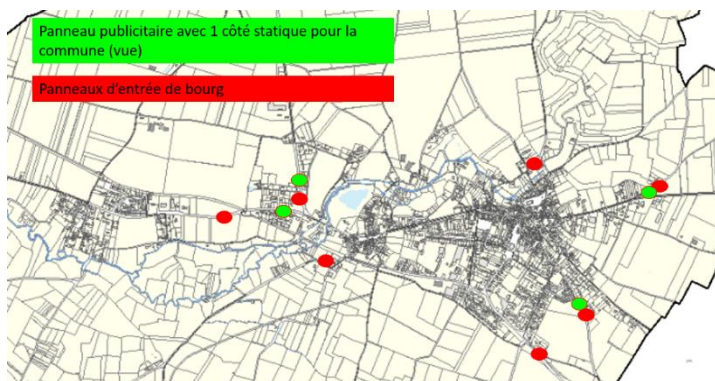 Panneau publicitaire avec 1 côté statique pour la
commune (vue)
Panneaux d'entrée de bourg